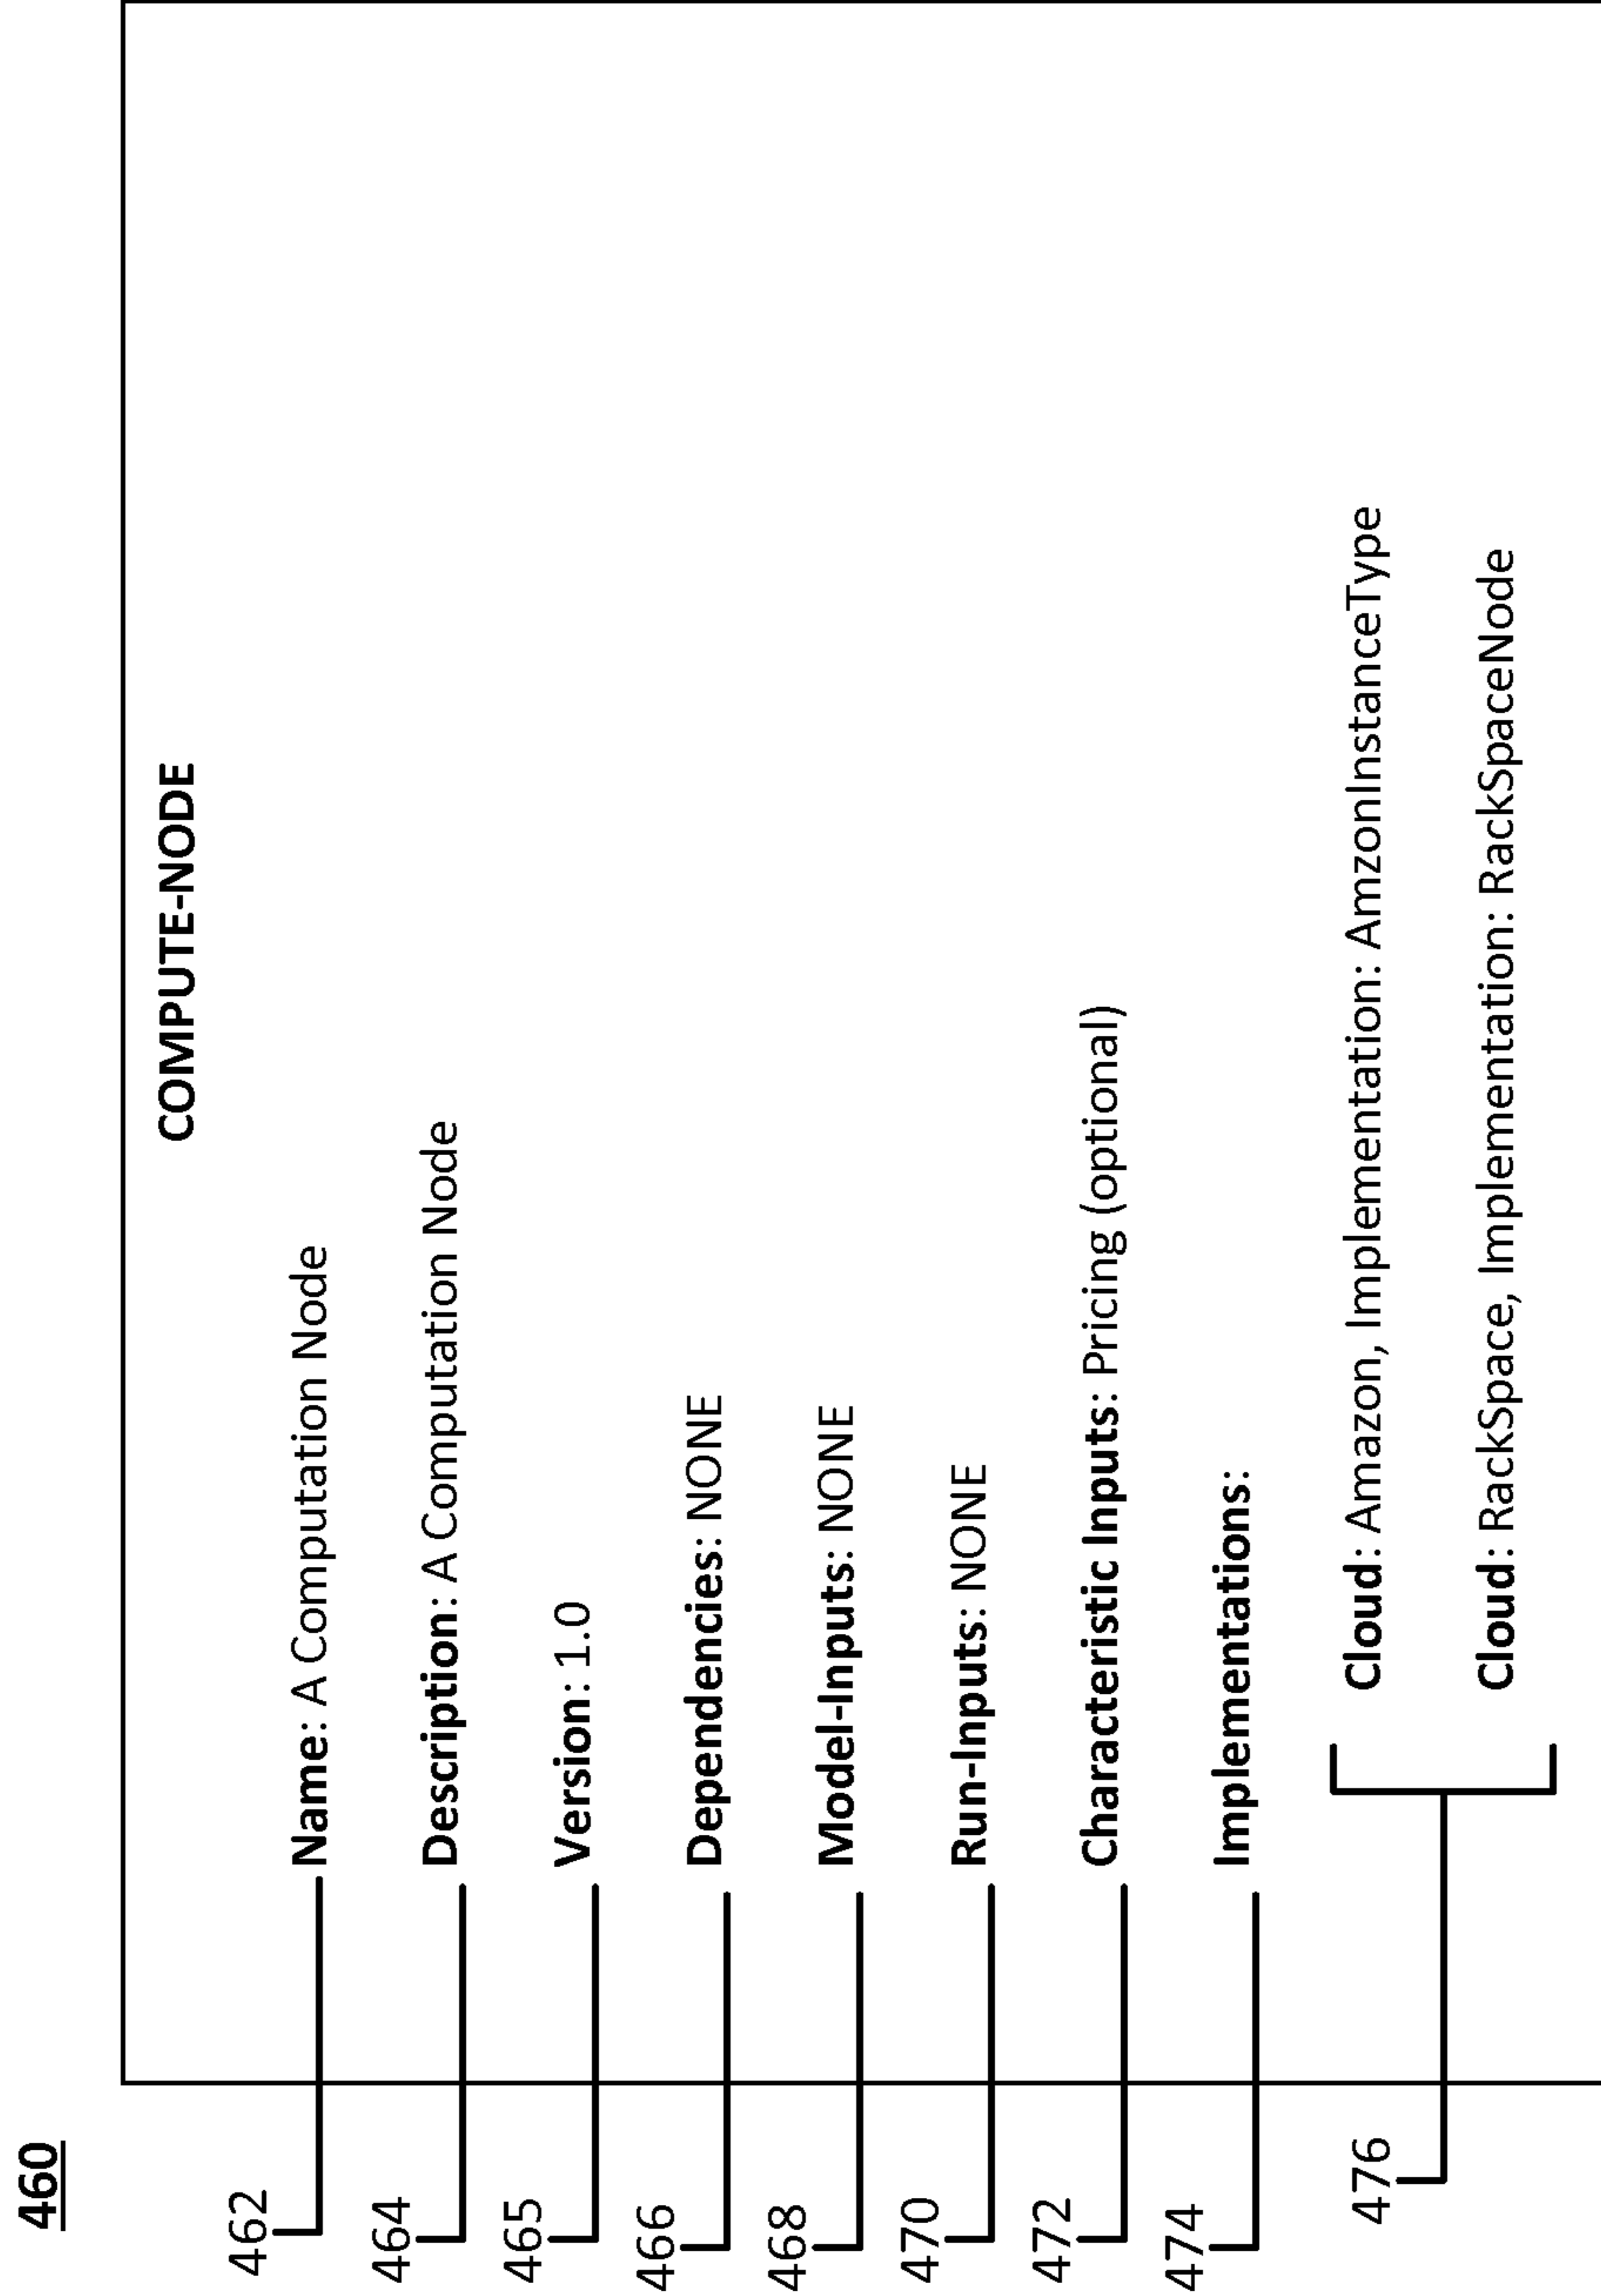 460
COMPUTE-NODE
462 Name: A Computation Node
464 Description: A Computation Node
465 Version: 1.0
466 Dependencies: NONE
468 Model-Inputs: NONE
470 Run-Inputs: NONE
472 Characteristic Inputs: Pricing (optional)
474 Implementations:
476 Cloud: Amazon, Implementation: AmzonInstanceType
Cloud: RackSpace, Implementation: RackSpaceNode